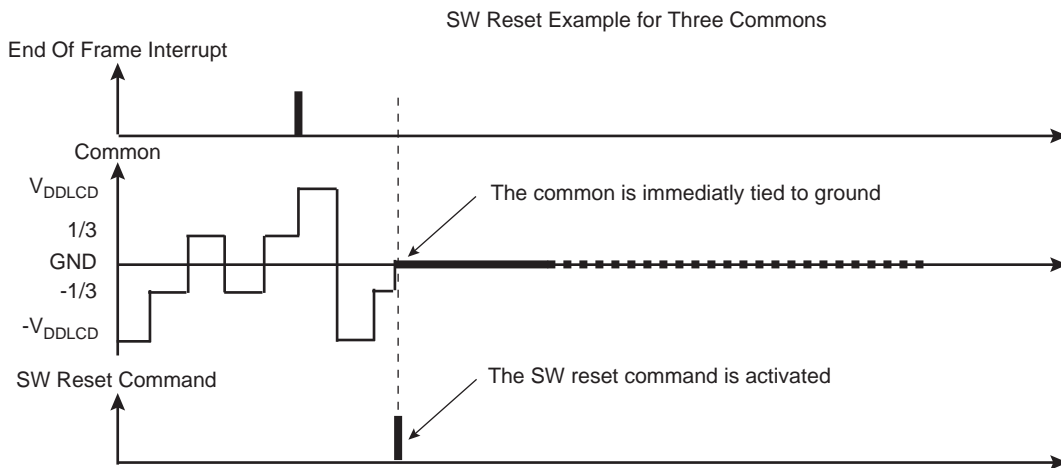 SW Reset Example for Three Commons
End Of Frame Interrupt
Common
VDDLCD
The common is immediatly tied to ground
1/3
GND
-1/3
-VDDLCD
SW Reset Command
The SW reset command is activated